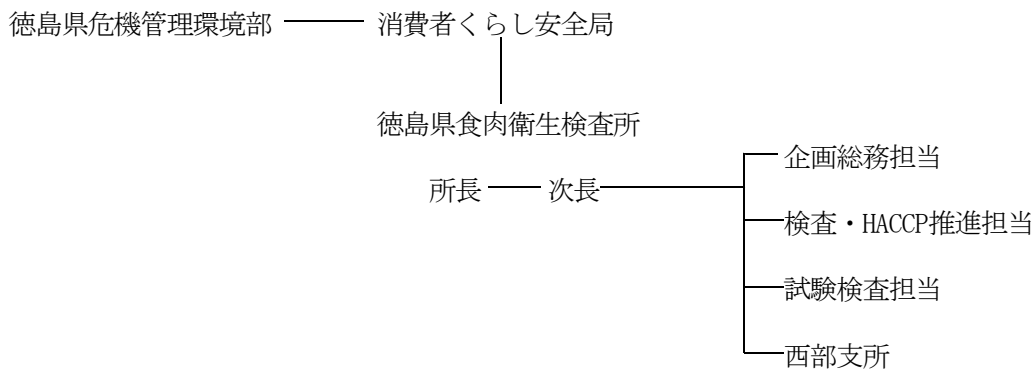 徳島県危機管理環境部 消費者くらし安全局
徳島県食肉衛生検査所
企画総務担当
所長 次長
検査・HACCP推進担当
試験検査担当
西部支所